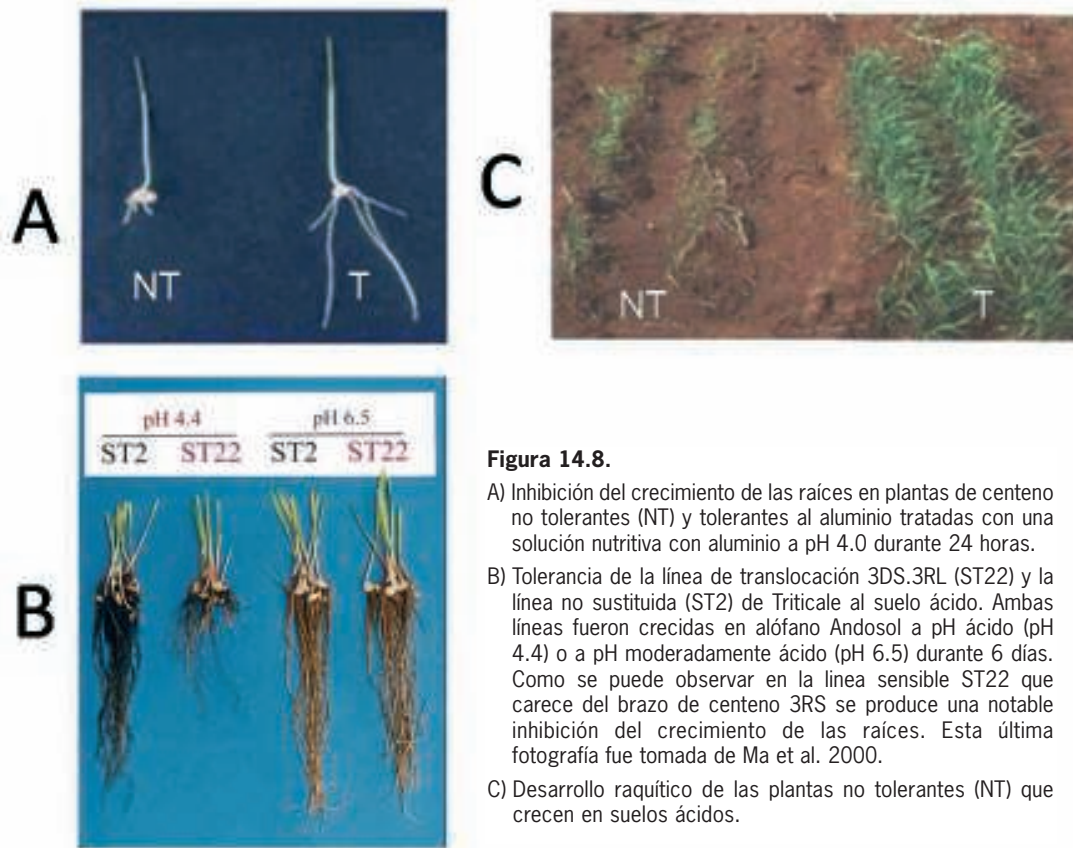 A
NT
T
C
NT
T
B
pH 4.4
pH 6.5
ST2
ST22
ST2
ST22
Figura 14.8.
A) Inhibición del crecimiento de las raíces en plantas de centeno
no tolerantes (NT) y tolerantes al aluminio tratadas con una
solución nutritiva con aluminio a pH 4.0 durante 24 horas.
B) Tolerancia de la línea de translocación 3DS.3RL (ST22) y la
línea no sustituida (ST2) de Triticale al suelo ácido. Ambas
líneas fueron crecidas en alófano Andosol a pH ácido (pH
4.4) o a pH moderadamente ácido (pH 6.5) durante 6 días.
Como se puede observar en la linea sensible ST22 que
carece del brazo de centeno 3RS se produce una notable
inhibición del crecimiento de las raíces. Esta última
fotografía fue tomada de Ma et al. 2000.
C) Desarrollo raquítico de las plantas no tolerantes (NT) que
crecen en suelos ácidos.